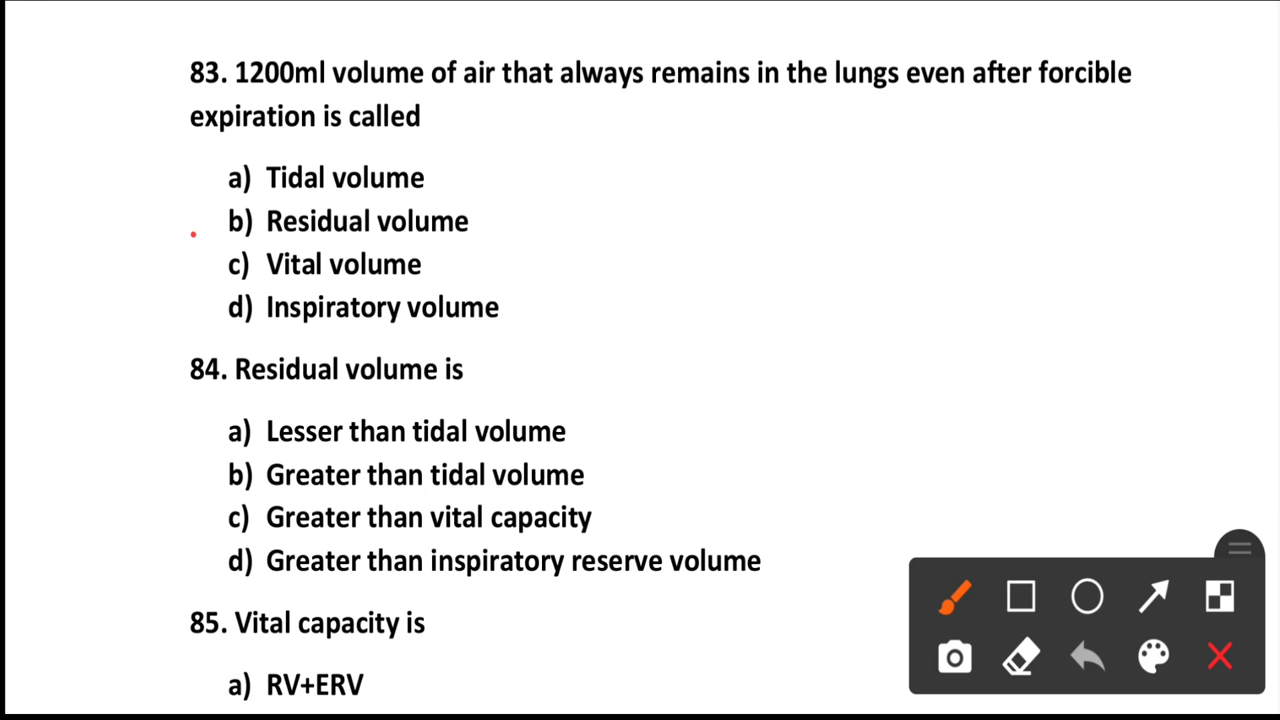 83. 1200ml volume of air that always remains in the lungs even after forcible
expiration is called
a) Tidal volume
b) Residual volume
c) Vital volume
d) Inspiratory volume
84. Residual volume is
a) Lesser than tidal volume
b) Greater than tidal volume
c) Greater than vital capacity
d) Greater than inspiratory reserve volume
85. Vital capacity is
a) RV+ERV